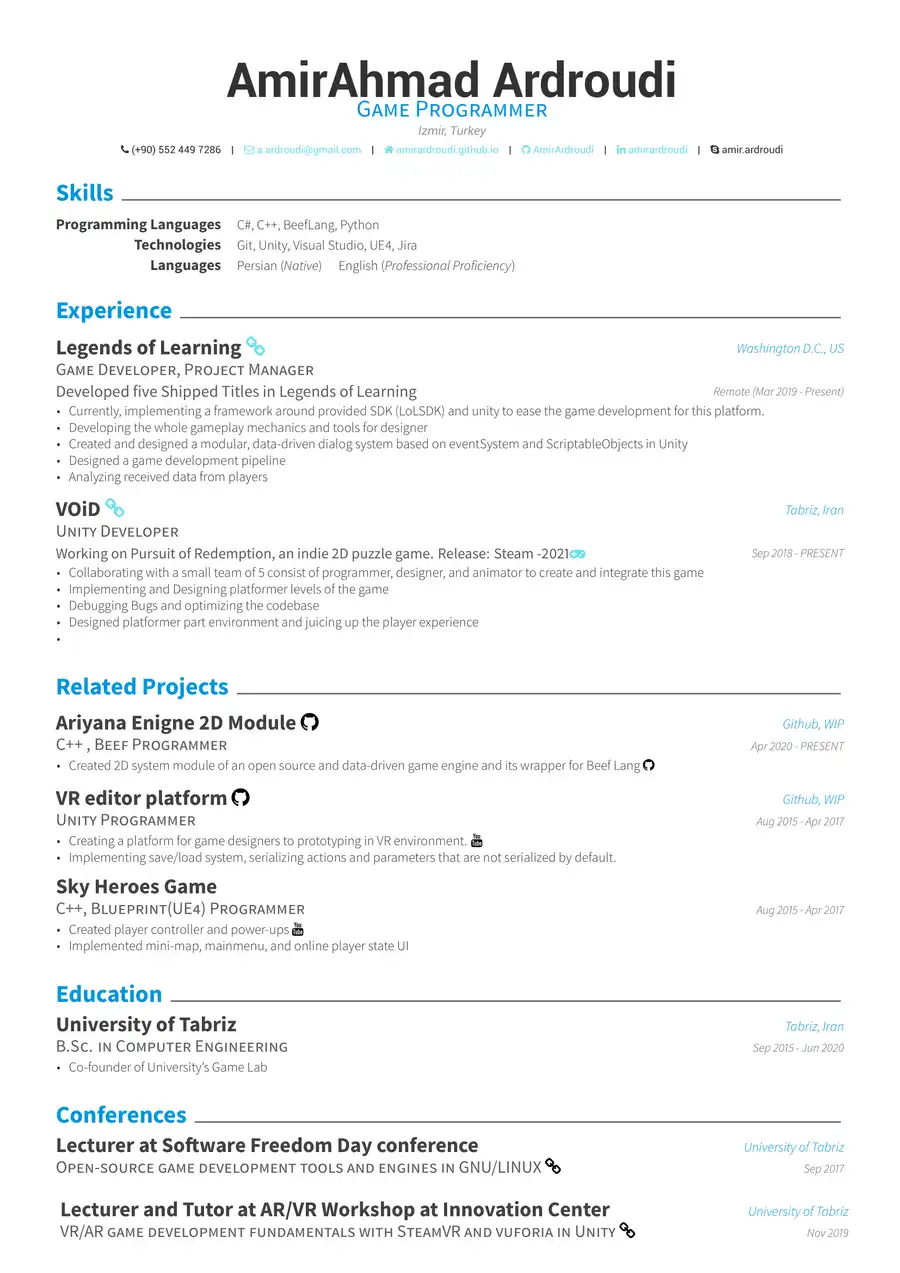 AmirAhmad Ardroudi
Game Programmer
Izmir, Turkey
(+90) 552 449 7286 | a.ardroudi@gmail.com | amirardroudi.github.io | AmirArdroudi | amirardroudi | amir.ardroudi
Skills
Programming Languages C#, C++, BeefLang, Python
Technologies Git, Unity, Visual Studio, UE4, Jira
Languages Persian (Native) English (Professional Proficiency)
Experience
Legends of Learning Washington D.C., US
Game Developer, Project Manager
Developed five Shipped Titles in Legends of Learning Remote (Mar 2019 - Present)
• Currently, implementing a framework around provided SDK (LoLSDK) and unity to ease the game development for this platform.
• Developing the whole gameplay mechanics and tools for designer
• Created and designed a modular, data-driven dialog system based on eventSystem and ScriptableObjects in Unity
• Designed a game development pipeline
• Analyzing received data from players
VOiD Tabriz, Iran
Unity Developer
Working on Pursuit of Redemption, an indie 2D puzzle game. Release: Steam -2021 Sep 2018 - PRESENT
• Collaborating with a small team of 5 consist of programmer, designer, and animator to create and integrate this game
• Implementing and Designing platformer levels of the game
• Debugging Bugs and optimizing the codebase
• Designed platformer part environment and juicing up the player experience
•
Related Projects
Ariyana Enigne 2D Module Github, WIP
C++ , Beef Programmer Apr 2020 - PRESENT
• Created 2D system module of an open source and data-driven game engine and its wrapper for Beef Lang
VR editor platform Github, WIP
Unity Programmer Aug 2015 - Apr 2017
• Creating a platform for game designers to prototyping in VR environment.
• Implementing save/load system, serializing actions and parameters that are not serialized by default.
Sky Heroes Game
C++, Blueprint(UE4) Programmer Aug 2015 - Apr 2017
• Created player controller and power-ups
• Implemented mini-map, mainmenu, and online player state UI
Education
University of Tabriz Tabriz, Iran
B.Sc. in Computer Engineering Sep 2015 - Jun 2020
• Co-founder of University's Game Lab
Conferences
Lecturer at Software Freedom Day conference University of Tabriz
Open-source game development tools and engines in GNU/LINUX Sep 2017
Lecturer and Tutor at AR/VR Workshop at Innovation Center University of Tabriz
VR/AR game development fundamentals with SteamVR and vuforia in Unity Nov 2019